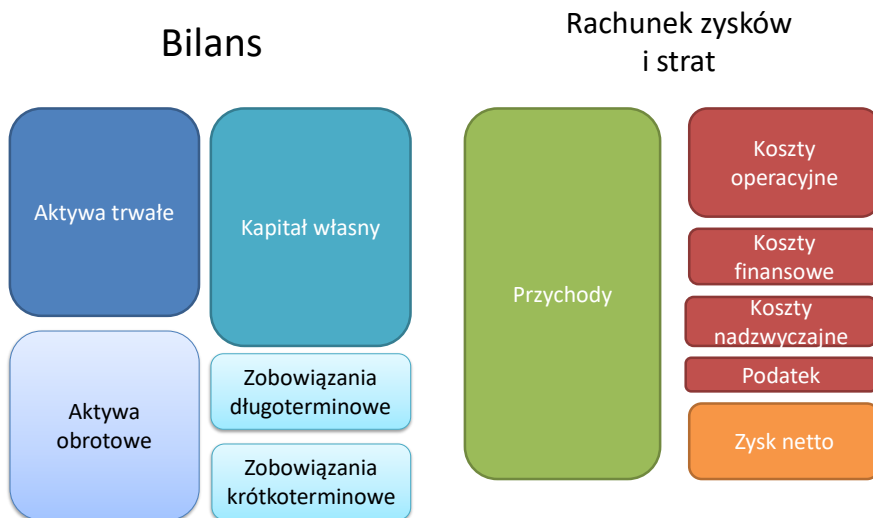 Bilans
Aktywa trwałe
Kapitał własny
Aktywa
obrotowe
Zobowiązania
długoterminowe
Zobowiązania
krótkoterminowe
Rachunek zysków
i strat
Przychody
Koszty
operacyjne
Koszty
finansowe
Koszty
nadzwyczajne
Podatek
Zysk netto